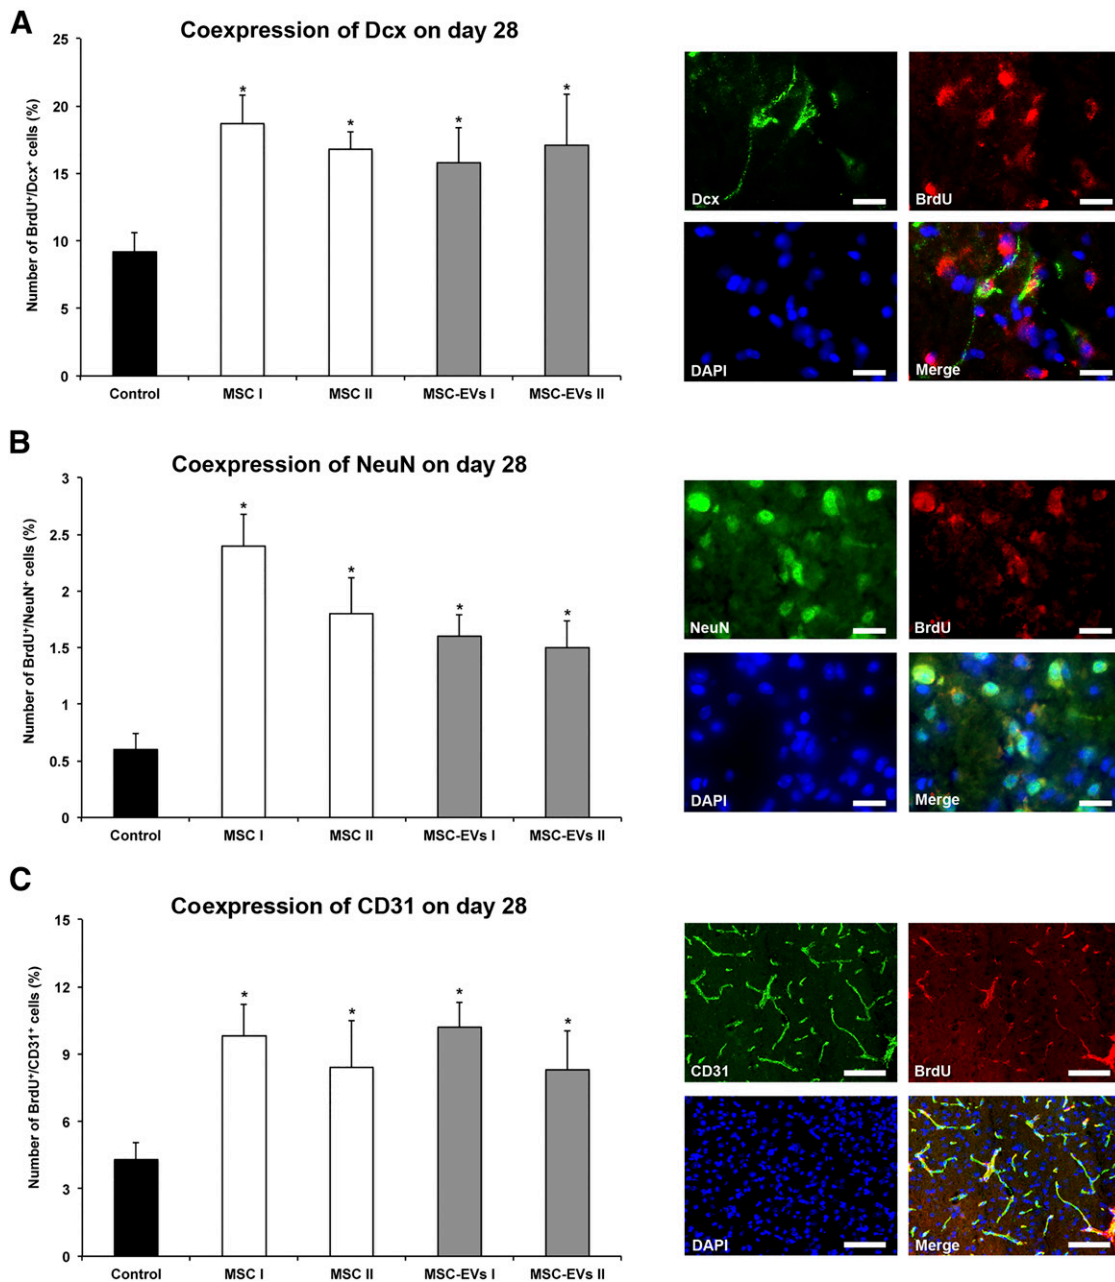 A
Coexpression of Dcx on day 28
Number of BrdU⁺/Dcx⁺ cells (%)
25
20
15
10
5
0
*
*
*
*
Control MSC I MSC II MSC-EVs I MSC-EVs II
Dcx
BrdU
DAPI
Merge
B
Coexpression of NeuN on day 28
Number of BrdU⁺/NeuN⁺ cells (%)
3
2.5
2
1.5
1
0.5
0
*
*
*
*
Control MSC I MSC II MSC-EVs I MSC-EVs II
NeuN
BrdU
DAPI
Merge
C
Coexpression of CD31 on day 28
Number of BrdU⁺/CD31⁺ cells (%)
15
12
9
6
3
0
*
*
*
*
Control MSC I MSC II MSC-EVs I MSC-EVs II
CD31
BrdU
DAPI
Merge